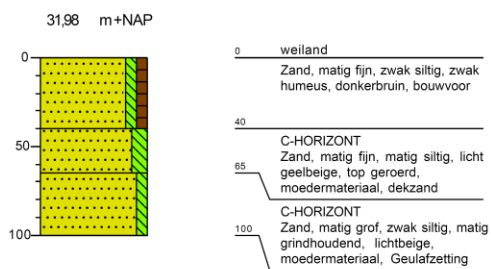 31,98 m+NAP
0
50
100
0 weiland
Zand, matig fijn, zwak siltig, zwak
humeus, donkerbruin, bouwvoor
40
C-HORIZONT
Zand, matig fijn, matig siltig, licht
geelbeige, top geroerd,
moedermateriaal, dekzand
65
C-HORIZONT
Zand, matig grof, zwak siltig, matig
grindhoudend, lichtbeige,
moedermateriaal, Geulafzetting
100